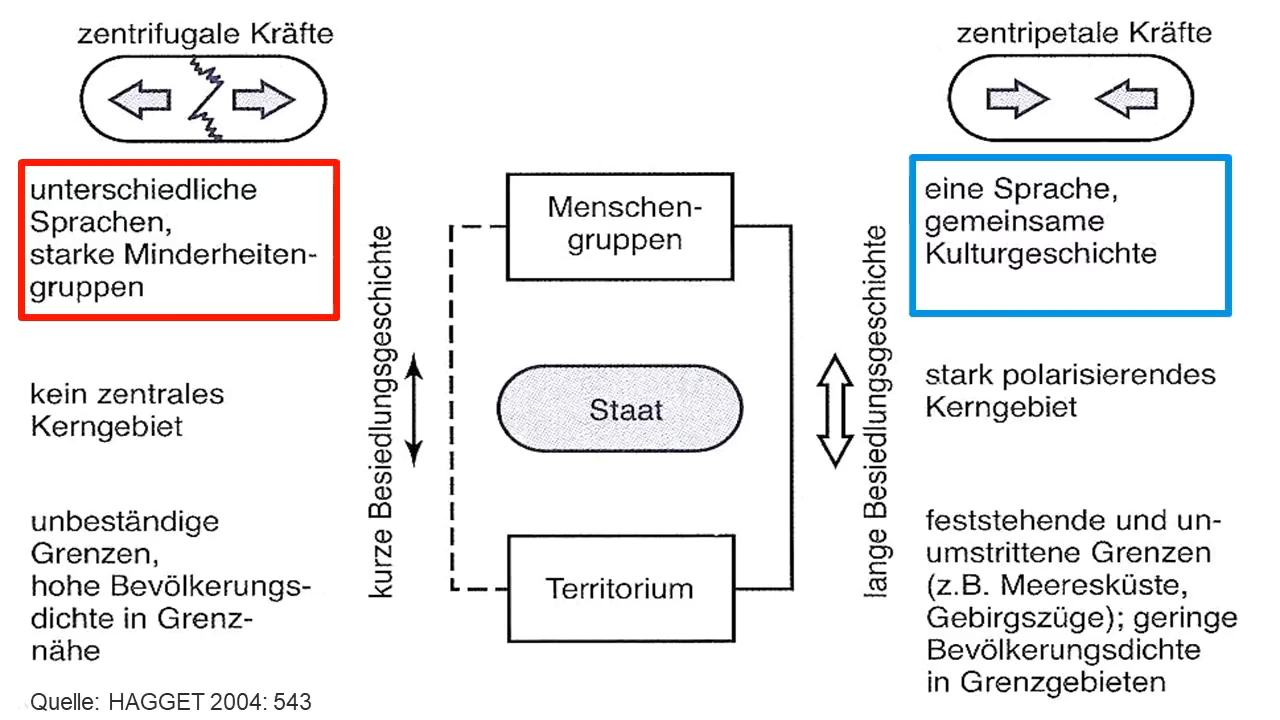 zentrifugale Kräfte
unterschiedliche
Sprachen,
starke Minderheiten-
gruppen
kein zentrales
Kerngebiet
unbeständige
Grenzen,
hohe Bevölkerungs-
dichte in Grenz-
nähe
kurze Besiedlungsgeschichte
Menschen-
gruppen
Staat
Territorium
lange Besiedlungsgeschichte
zentripetale Kräfte
eine Sprache,
gemeinsame
Kulturgeschichte
stark polarisierendes
Kerngebiet
feststehende und un-
umstrittene Grenzen
(z.B. Meeresküste,
Gebirgszüge); geringe
Bevölkerungsdichte
in Grenzgebieten
Quelle: HAGGET 2004: 543